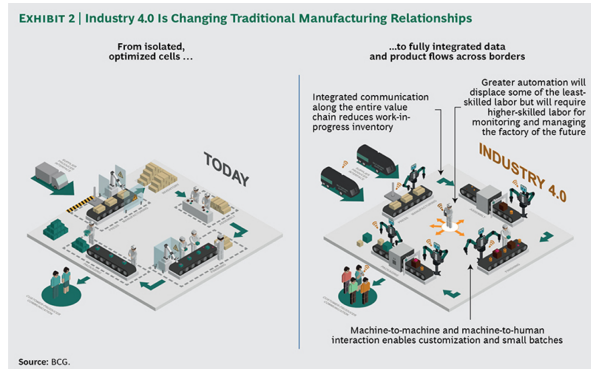 EXHIBIT 2 | Industry 4.0 Is Changing Traditional Manufacturing Relationships
From isolated,
optimized cells …
…to fully integrated data
and product flows across borders
TODAY
Integrated communication
along the entire value
chain reduces work-in-
progress inventory
Greater automation will
displace some of the least-
skilled labor but will require
higher-skilled labor for
monitoring and managing
the factory of the future
INDUSTRY 4.0
Machine-to-machine and machine-to-human
interaction enables customization and small batches
Source: BCG.